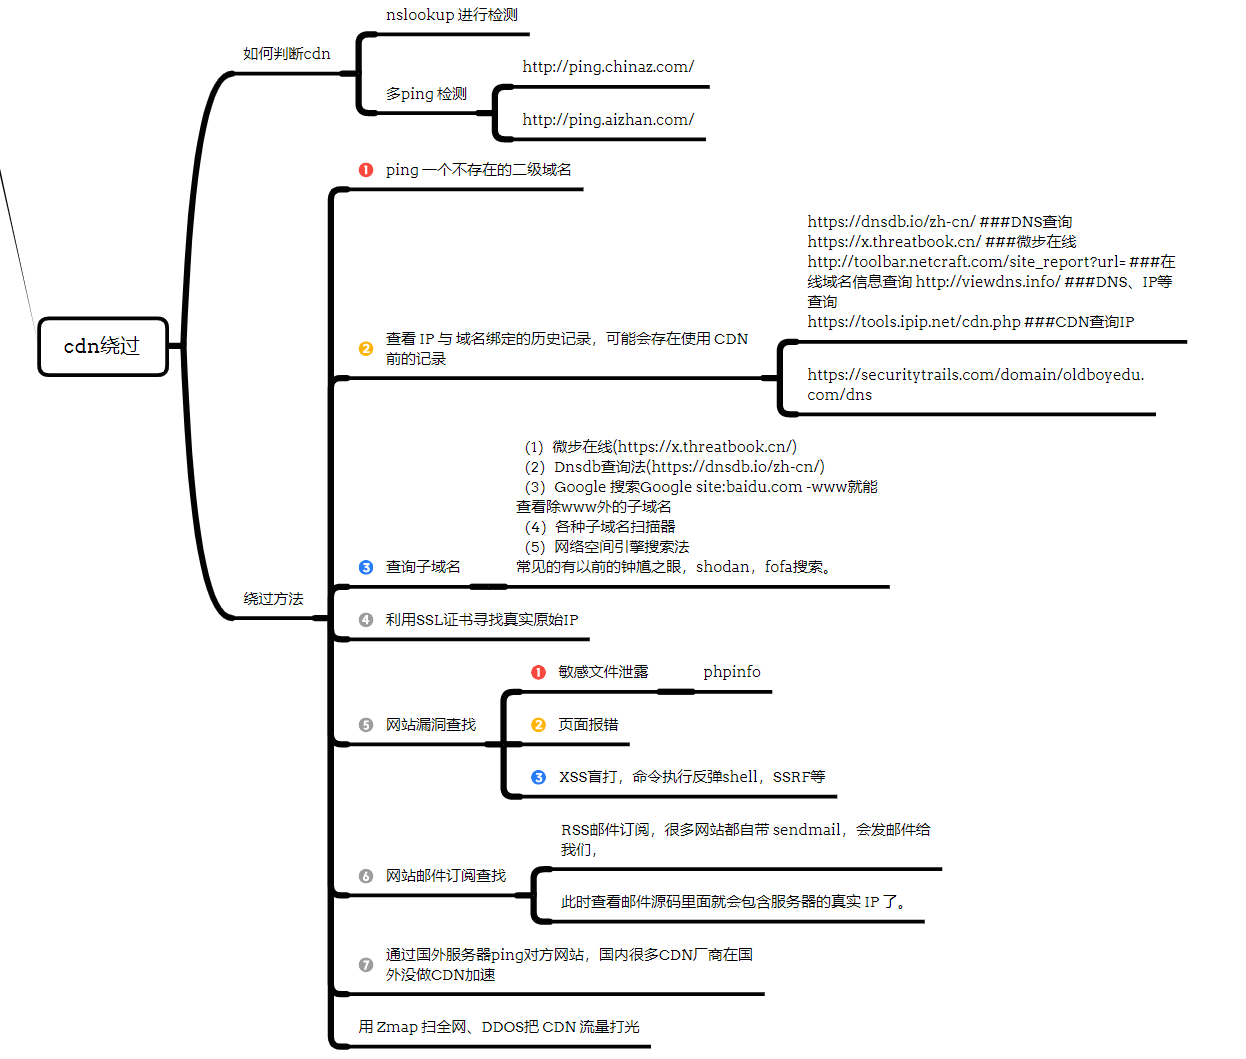 cdn绕过
如何判断cdn
nslookup 进行检测
多ping 检测
http://ping.chinaz.com/
http://ping.aizhan.com/
绕过方法
1 ping 一个不存在的二级域名
2 查看 IP 与 域名绑定的历史记录，可能会存在使用 CDN
前的记录
https://dnsdb.io/zh-cn/ ###DNS查询
https://x.threatbook.cn/ ###微步在线
http://toolbar.netcraft.com/site_report?url= ###在
线域名信息查询 http://viewdns.info/ ###DNS、IP等
查询
https://tools.ipip.net/cdn.php ###CDN查询IP
https://securitytrails.com/domain/oldboyedu.
com/dns
3 查询子域名
（1）微步在线(https://x.threatbook.cn/)
（2）Dnsdb查询法(https://dnsdb.io/zh-cn/)
（3）Google 搜索Google site:baidu.com -www就能
查看除www外的子域名
（4）各种子域名扫描器
（5）网络空间引擎搜索法
常见的有以前的钟馗之眼，shodan，fofa搜索。
4 利用SSL证书寻找真实原始IP
5 网站漏洞查找
1 敏感文件泄露
phpinfo
2 页面报错
3 XSS盲打，命令执行反弹shell，SSRF等
6 网站邮件订阅查找
RSS邮件订阅，很多网站都自带 sendmail，会发邮件给
我们，
此时查看邮件源码里面就会包含服务器的真实 IP 了。
7 通过国外服务器ping对方网站，国内很多CDN厂商在国
外没做CDN加速
用 Zmap 扫全网、DDOS把 CDN 流量打光